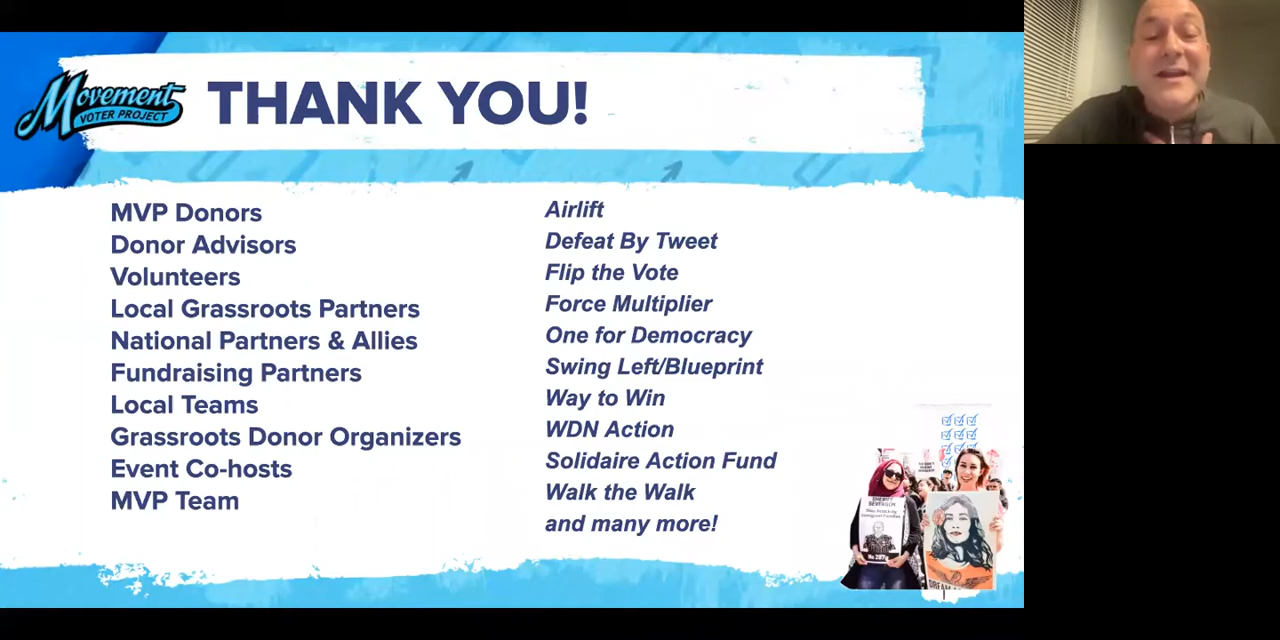 Movement
VOTER PROJECT
THANK YOU!
MVP Donors
Donor Advisors
Volunteers
Local Grassroots Partners
National Partners & Allies
Fundraising Partners
Local Teams
Grassroots Donor Organizers
Event Co-hosts
MVP Team
Airlift
Defeat By Tweet
Flip the Vote
Force Multiplier
One for Democracy
Swing Left/Blueprint
Way to Win
WDN Action
Solidaire Action Fund
Walk the Walk
and many more!